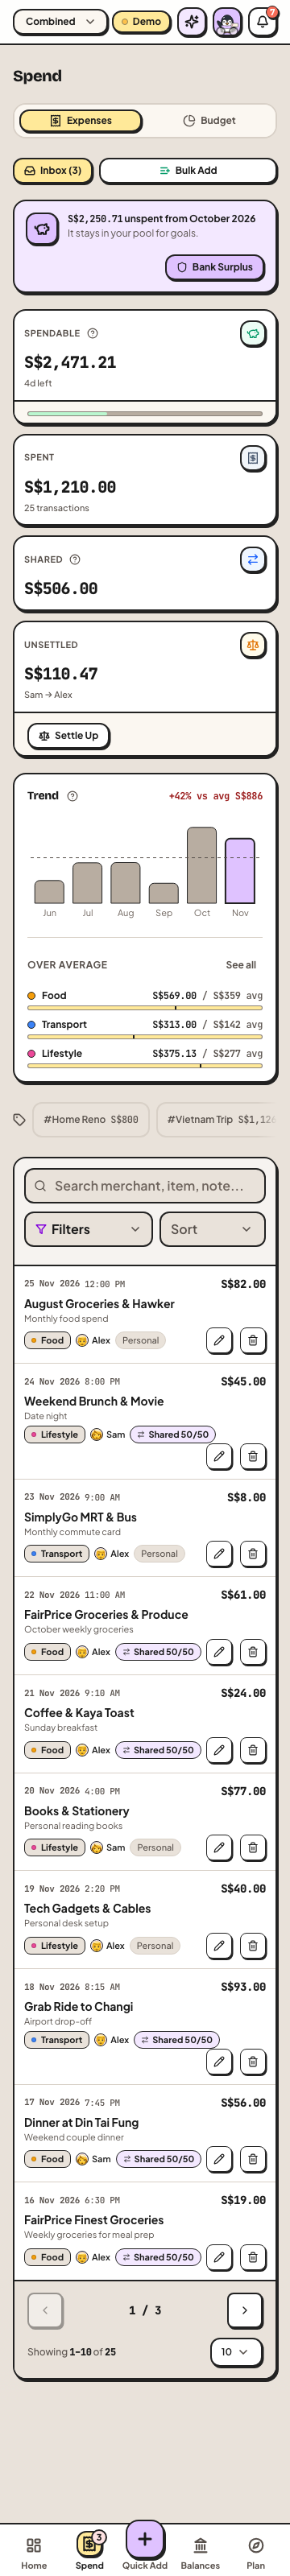 Combined
Demo
7
Spend
Expenses
Budget
Inbox (3)
Bulk Add
S$2,250.71 unspent from October 2026
It stays in your pool for goals.
Bank Surplus
SPENDABLE
S$2,471.21
4d left
SPENT
S$1,210.00
25 transactions
SHARED
S$506.00
UNSETTLED
S$110.47
Sam → Alex
Settle Up
Trend
+42% vs avg S$886
Jun Jul Aug Sep Oct Nov
OVER AVERAGE
See all
Food S$569.00 / S$359 avg
Transport S$313.00 / S$142 avg
Lifestyle S$375.13 / S$277 avg
#Home Reno S$800
#Vietnam Trip S$1,126
Search merchant, item, note...
Filters
Sort
25 Nov 2026 12:00 PM S$82.00
August Groceries & Hawker
Monthly food spend
Food Alex Personal
24 Nov 2026 8:00 PM S$45.00
Weekend Brunch & Movie
Date night
Lifestyle Sam Shared 50/50
23 Nov 2026 9:00 AM S$8.00
SimplyGo MRT & Bus
Monthly commute card
Transport Alex Personal
22 Nov 2026 11:00 AM S$61.00
FairPrice Groceries & Produce
October weekly groceries
Food Alex Shared 50/50
21 Nov 2026 9:10 AM S$24.00
Coffee & Kaya Toast
Sunday breakfast
Food Alex Shared 50/50
20 Nov 2026 4:00 PM S$77.00
Books & Stationery
Personal reading books
Lifestyle Sam Personal
19 Nov 2026 2:20 PM S$40.00
Tech Gadgets & Cables
Personal desk setup
Lifestyle Alex Personal
18 Nov 2026 8:15 AM S$93.00
Grab Ride to Changi
Airport drop-off
Transport Alex Shared 50/50
17 Nov 2026 7:45 PM S$56.00
Dinner at Din Tai Fung
Weekend couple dinner
Food Sam Shared 50/50
16 Nov 2026 6:30 PM S$19.00
FairPrice Finest Groceries
Weekly groceries for meal prep
Food Alex Shared 50/50
1 / 3
Showing 1–10 of 25
10
3
Home Spend Quick Add Balances Plan